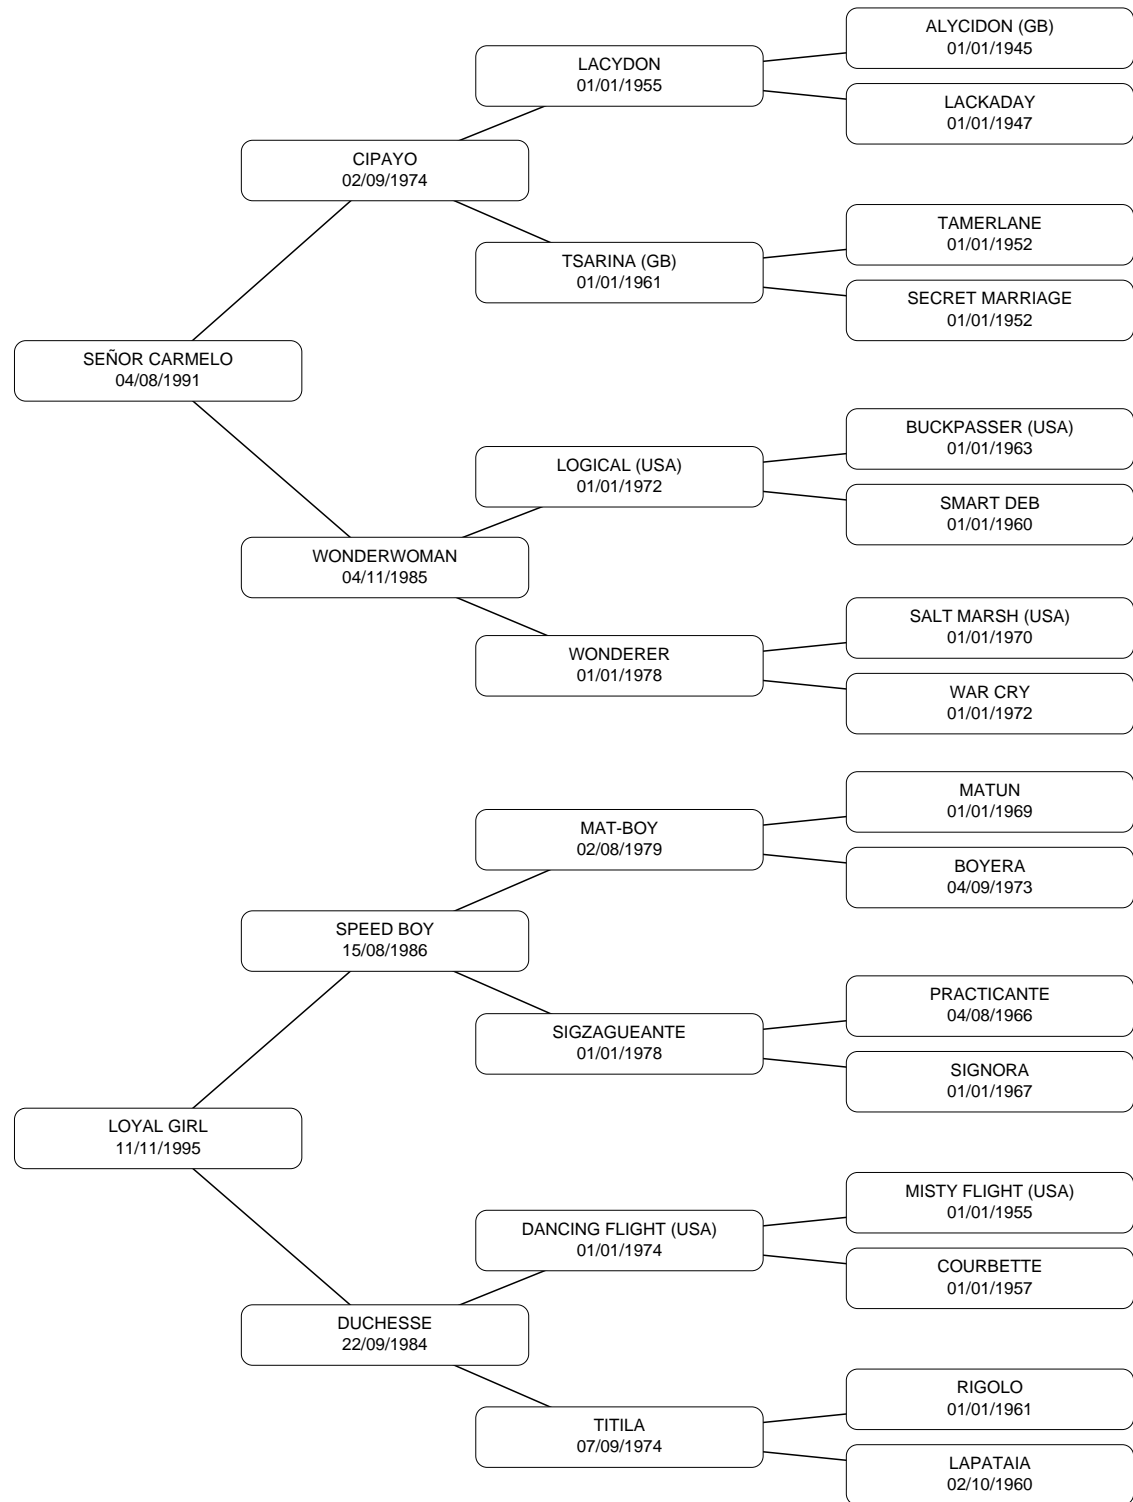 ALYCIDON (GB)
01/01/1945
LACYDON
01/01/1955
LACKADAY
01/01/1947
CIPAYO
02/09/1974
TAMERLANE
01/01/1952
TSARINA (GB)
01/01/1961
SECRET MARRIAGE
01/01/1952
SEÑOR CARMELO
04/08/1991
BUCKPASSER (USA)
01/01/1963
LOGICAL (USA)
01/01/1972
SMART DEB
01/01/1960
WONDERWOMAN
04/11/1985
SALT MARSH (USA)
01/01/1970
WONDERER
01/01/1978
WAR CRY
01/01/1972
MATUN
01/01/1969
MAT-BOY
02/08/1979
BOYERA
04/09/1973
SPEED BOY
15/08/1986
PRACTICANTE
04/08/1966
SIGZAGUEANTE
01/01/1978
SIGNORA
01/01/1967
LOYAL GIRL
11/11/1995
MISTY FLIGHT (USA)
01/01/1955
DANCING FLIGHT (USA)
01/01/1974
COURBETTE
01/01/1957
DUCHESSE
22/09/1984
RIGOLO
01/01/1961
TITILA
07/09/1974
LAPATAIA
02/10/1960